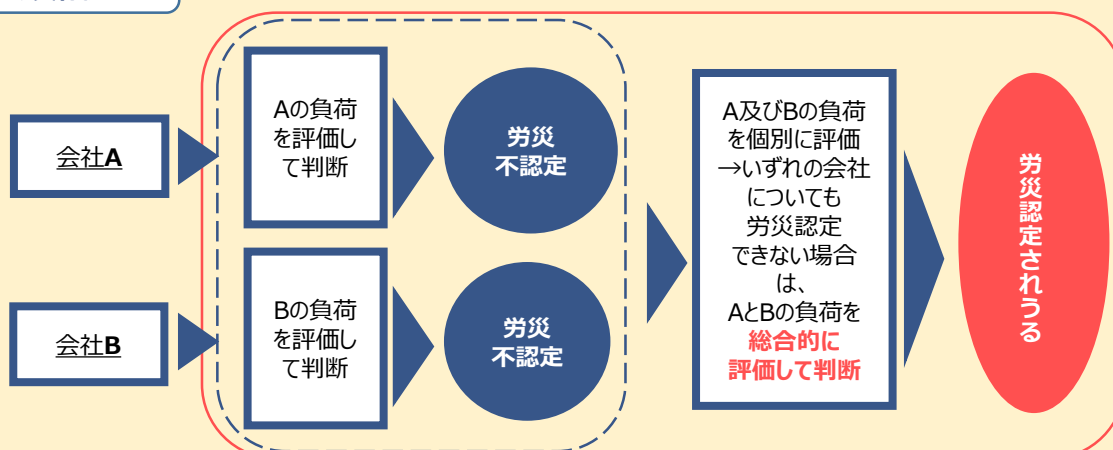 会社A
Aの負荷
を評価し
て判断
労災
不認定
会社B
Bの負荷
を評価し
て判断
労災
不認定
A及びBの負荷
を個別に評価
→いずれの会社
についても
労災認定
できない場合
は、
AとBの負荷を
総合的に
評価して判断
労災認定されうる